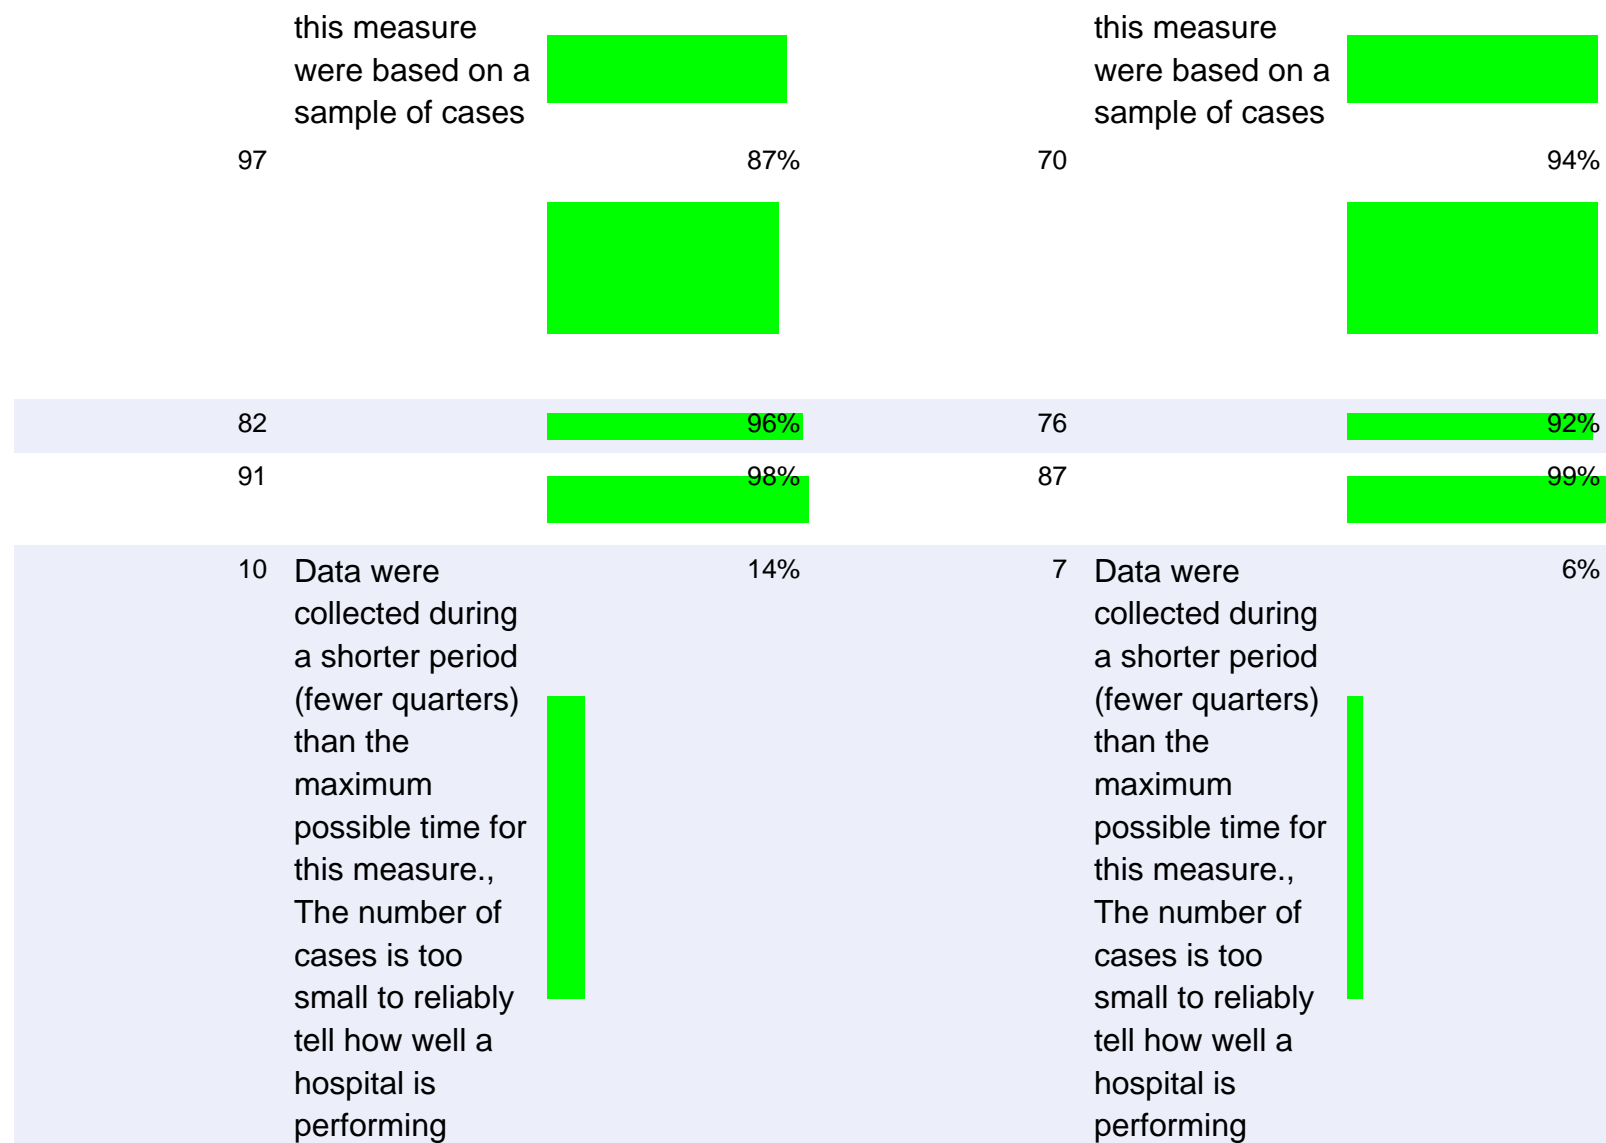 this measure this measure
were based on a were based on a
sample of cases sample of cases
97 87% 70 94%
82 96% 76 92%
91 98% 87 99%
10 Data were 14% 7 Data were 6%
collected during collected during
a shorter period a shorter period
(fewer quarters) (fewer quarters)
than the than the
maximum maximum
possible time for possible time for
this measure., this measure.,
The number of The number of
cases is too cases is too
small to reliably small to reliably
tell how well a tell how well a
hospital is hospital is
performing performing